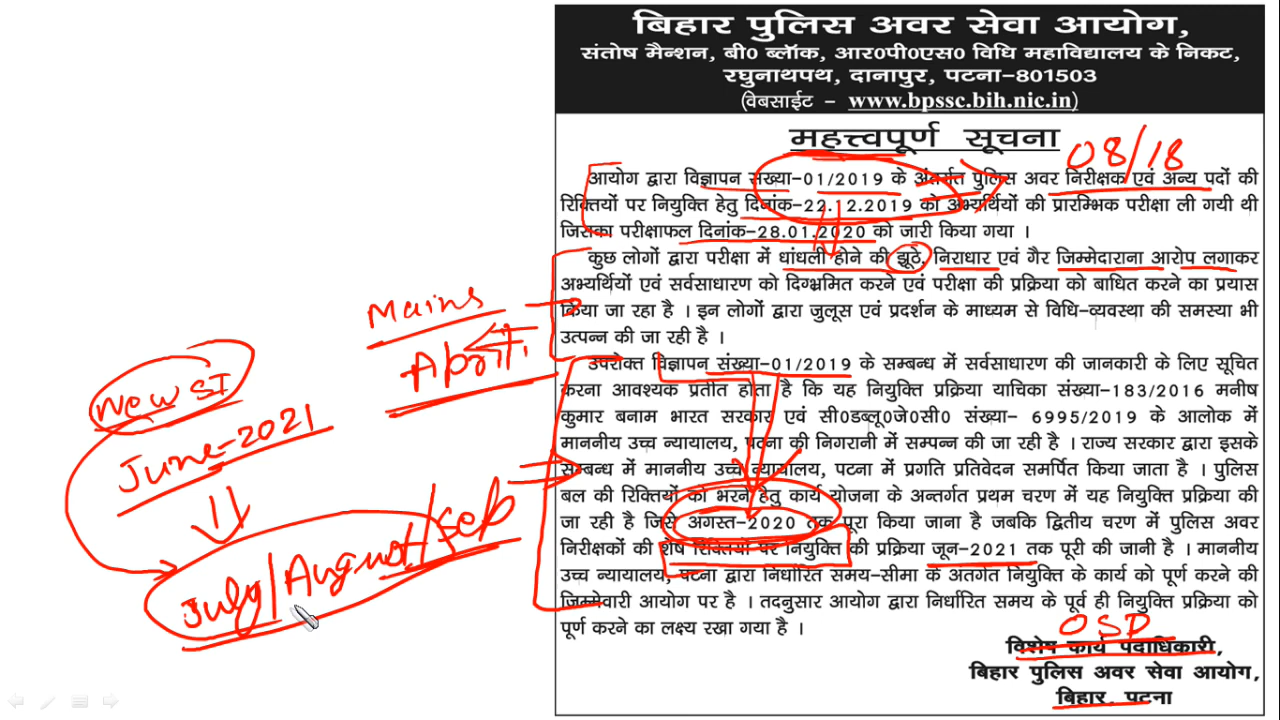 बिहार पुलिस अवर सेवा आयोग,
संतोष मैन्शन, बी0 ब्लॉक, आर0पी0एस0 विधि महाविद्यालय के निकट,
रघुनाथपथ, दानापुर, पटना-801503
(वेबसाईट - www.bpssc.bih.nic.in)
महत्त्वपूर्ण सूचना
08/18
आयोग द्वारा विज्ञापन संख्या-01/2019 के अंतर्गत पुलिस अवर निरीक्षक एवं अन्य पदों की
रिक्तियों पर नियुक्ति हेतु दिनांक-22.12.2019 को अभ्यर्थियों की प्रारम्भिक परीक्षा ली गयी थी
जिसका परीक्षाफल दिनांक-28.01.2020 को जारी किया गया ।
कुछ लोगों द्वारा परीक्षा में धांधली होने की झूठे, निराधार एवं गैर जिम्मेदाराना आरोप लगाकर
अभ्यर्थियों एवं सर्वसाधारण को दिग्भ्रमित करने एवं परीक्षा की प्रक्रिया को बाधित करने का प्रयास
किया जा रहा है । इन लोगों द्वारा जुलूस एवं प्रदर्शन के माध्यम से विधि-व्यवस्था की समस्या भी
उत्पन्न की जा रही है ।
उपरोक्त विज्ञापन संख्या-01/2019 के सम्बन्ध में सर्वसाधारण की जानकारी के लिए सूचित
करना आवश्यक प्रतीत होता है कि यह नियुक्ति प्रक्रिया याचिका संख्या-183/2016 मनीष
कुमार बनाम भारत सरकार एवं सी0डब्लू0जे0सी0 संख्या- 6995/2019 के आलोक में
माननीय उच्च न्यायालय, पटना की निगरानी में सम्पन्न की जा रही है । राज्य सरकार द्वारा इसके
सम्बन्ध में माननीय उच्च न्यायालय, पटना में प्रगति प्रतिवेदन समर्पित किया जाता है । पुलिस
बल की रिक्तियों को भरने हेतु कार्य योजना के अन्तर्गत प्रथम चरण में यह नियुक्ति प्रक्रिया की
जा रही है जिसे अगस्त-2020 तक पूरा किया जाना है जबकि द्वितीय चरण में पुलिस अवर
निरीक्षकों की शेष रिक्तियों पर नियुक्ति की प्रक्रिया जून-2021 तक पूरी की जानी है । माननीय
उच्च न्यायालय, पटना द्वारा निर्धारित समय-सीमा के अंतर्गत नियुक्ति के कार्य को पूर्ण करने की
जिम्मेवारी आयोग पर है । तदनुसार आयोग द्वारा निर्धारित समय के पूर्व ही नियुक्ति प्रक्रिया को
पूर्ण करने का लक्ष्य रखा गया है ।
OSD
विशेष कार्य पदाधिकारी,
बिहार पुलिस अवर सेवा आयोग,
बिहार, पटना
Mains
April
New SI
June-2021
July/August/Feb